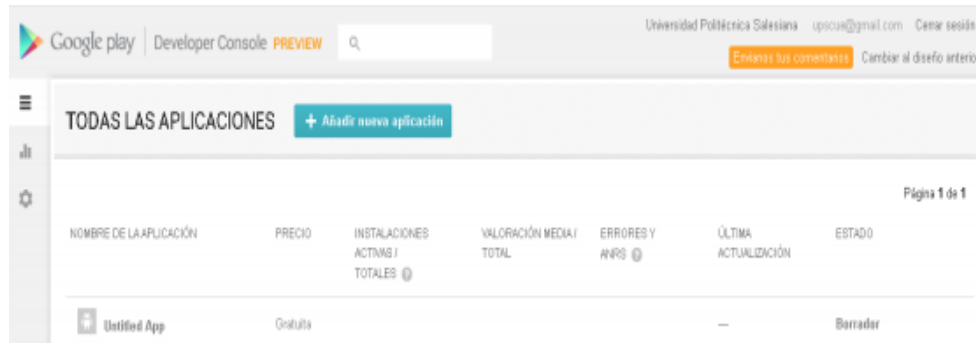 Universidad Politécnica Salesiana upscua@gmail.com Cerrar sesión
Google play Developer Console PREVIEW
Envíanos tus comentarios Cambiar al diseño anterio
TODAS LAS APLICACIONES + Añadir nueva aplicación
Página 1 de 1
NOMBRE DE LA APLICACIÓN PRECIO INSTALACIONES VALORACIÓN MEDIA / ERRORES Y ÚLTIMA ESTADO
ACTIVAS / TOTAL ANRS ? ACTUALIZACIÓN
TOTALES ?
Untitled App Gratuita — Borrador